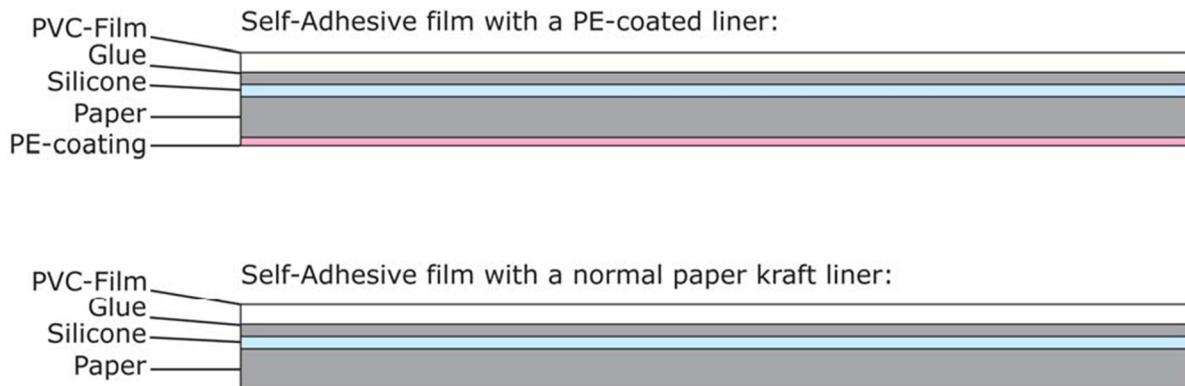 Self-Adhesive film with a PE-coated liner:
PVC-Film
Glue
Silicone
Paper
PE-coating
Self-Adhesive film with a normal paper kraft liner:
PVC-Film
Glue
Silicone
Paper